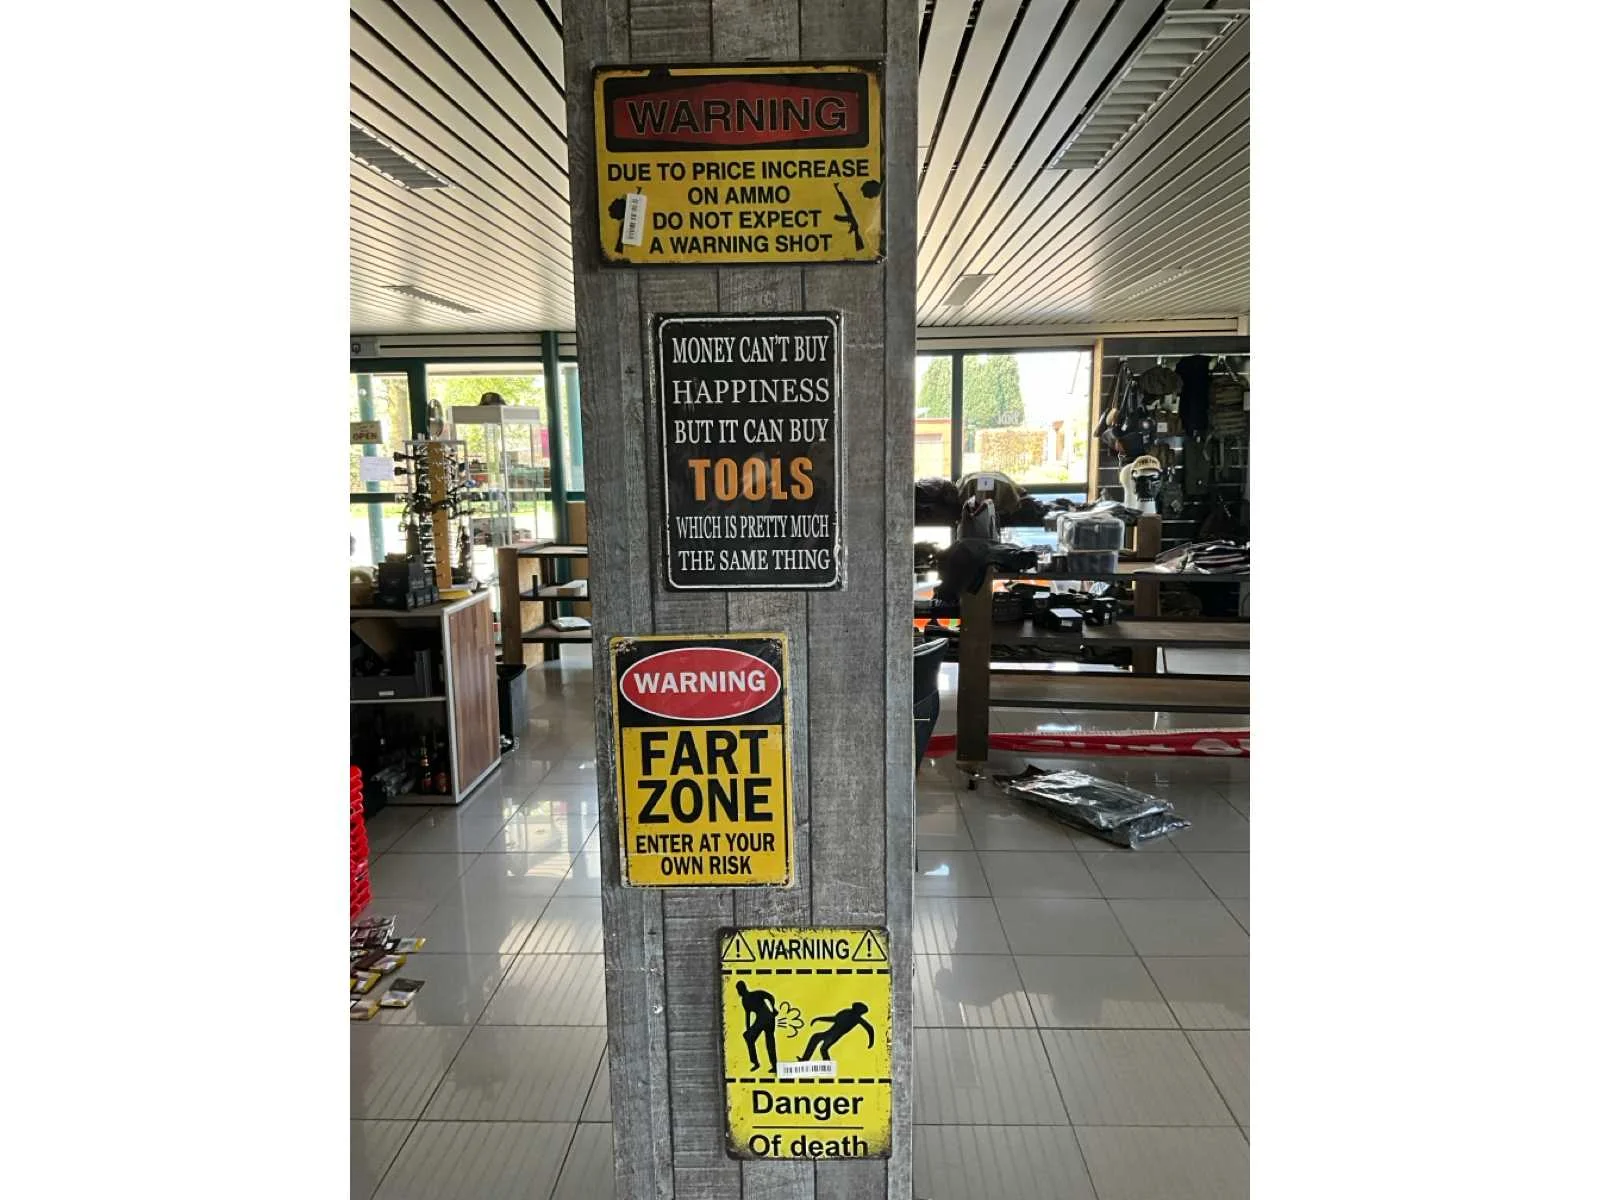 WARNING
DUE TO PRICE INCREASE
ON AMMO
DO NOT EXPECT
A WARNING SHOT
MONEY CAN'T BUY
HAPPINESS
BUT IT CAN BUY
TOOLS
WHICH IS PRETTY MUCH
THE SAME THING
OPEN
WARNING
FART
ZONE
ENTER AT YOUR
OWN RISK
WARNING
Danger
Of death